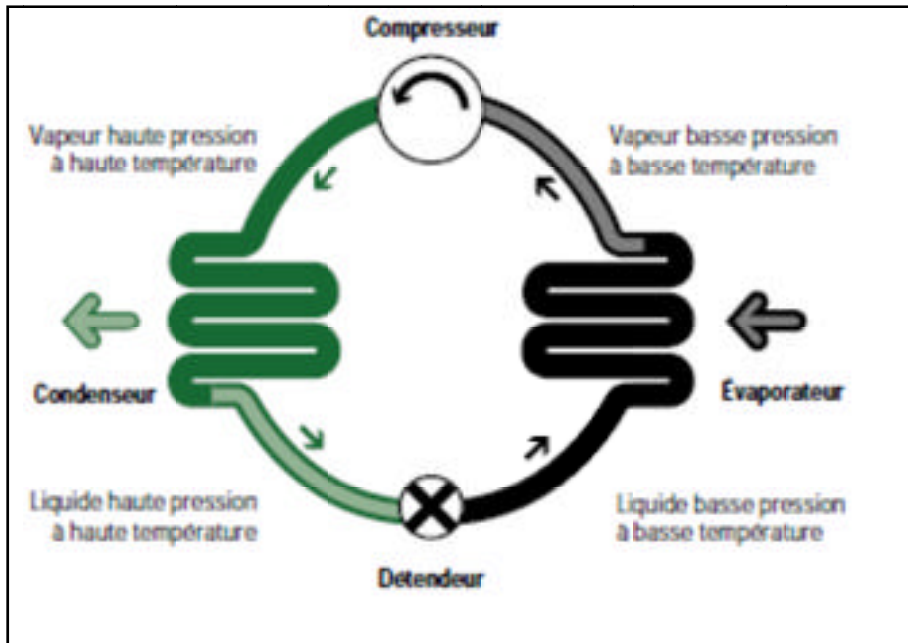 Compresseur
Vapeur haute pression
à haute température
Vapeur basse pression
à basse température
Condenseur
Évaporateur
Liquide haute pression
à haute température
Liquide basse pression
à basse température
Détendeur